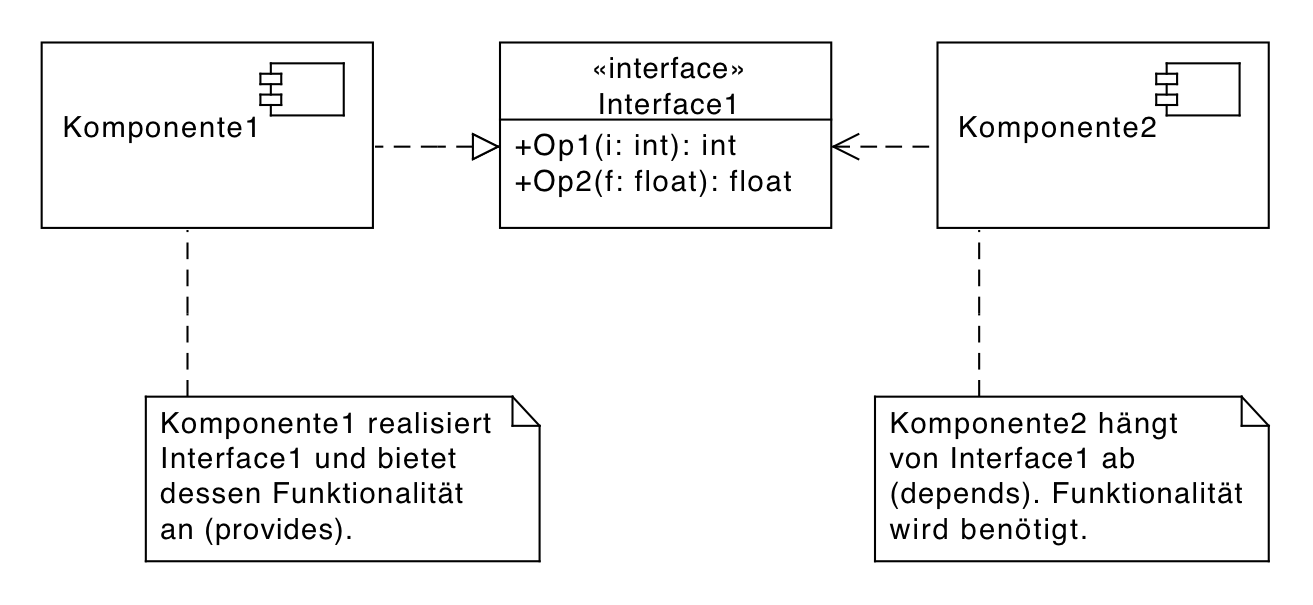 Komponente1
«interface»
Interface1
+Op1(i: int): int
+Op2(f: float): float
Komponente2
Komponente1 realisiert
Interface1 und bietet
dessen Funktionalität
an (provides).
Komponente2 hängt
von Interface1 ab
(depends). Funktionalität
wird benötigt.